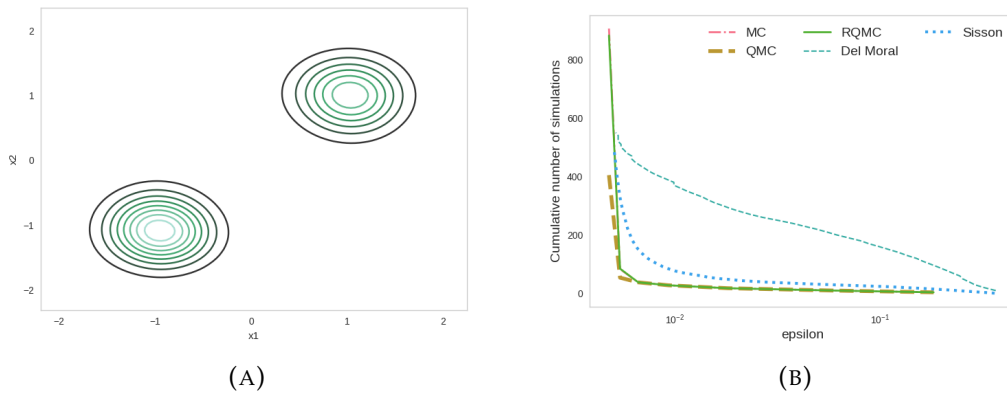 2
1
0
−1
−2
x2
−2
−1
0
1
2
x1
(A)
MC
QMC
RQMC
Del Moral
Sisson
800
600
400
200
0
Cumulative number of simulations
10⁻²
10⁻¹
epsilon
(B)